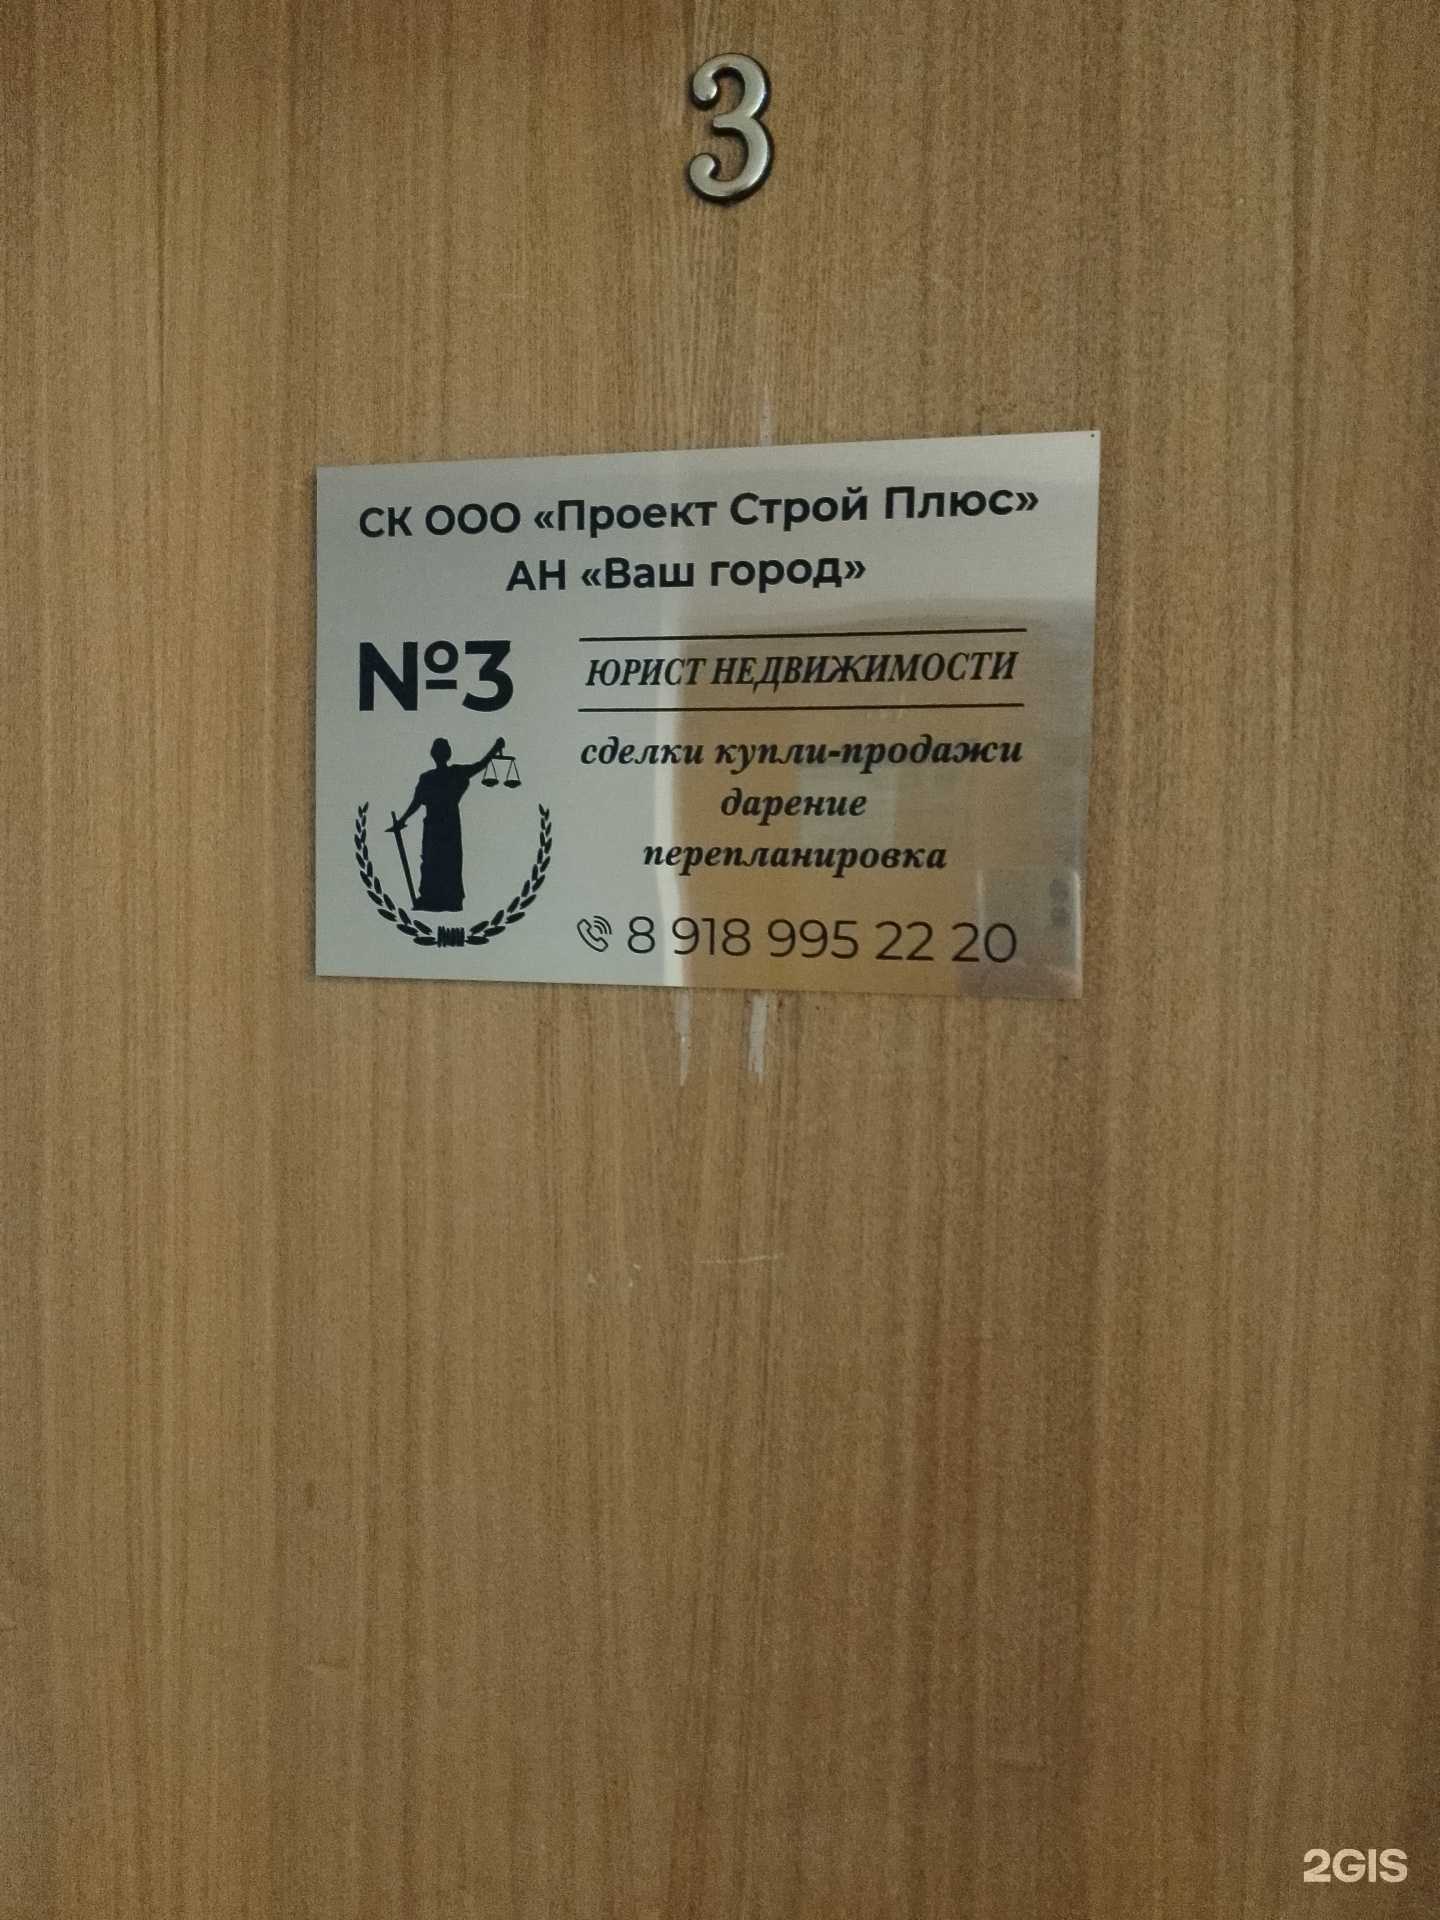 3
СК ООО «Проект Строй Плюс»
АН «Ваш город»
№3
ЮРИСТ НЕДВИЖИМОСТИ
сделки купли-продажи
дарение
перепланировка
8 918 995 22 20
2GIS